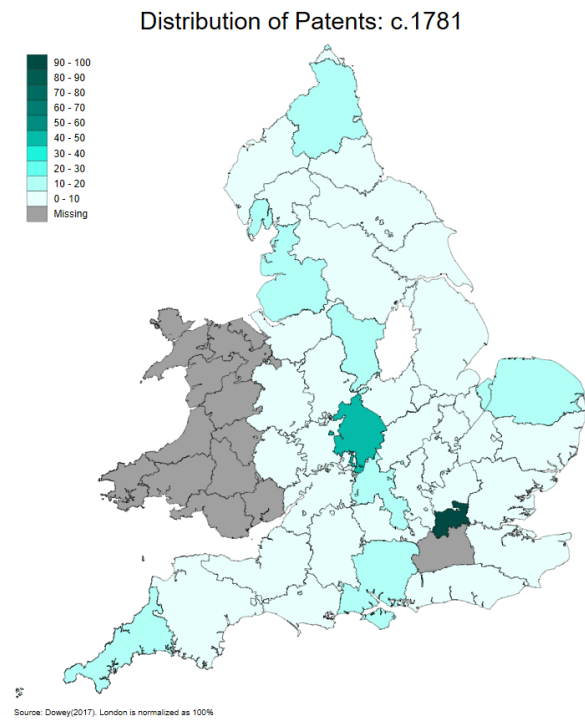 Distribution of Patents: c.1781
90 - 100
80 - 90
70 - 80
60 - 70
50 - 60
40 - 50
30 - 40
20 - 30
10 - 20
0 - 10
Missing
Source: Dowey(2017). London is normalized as 100%